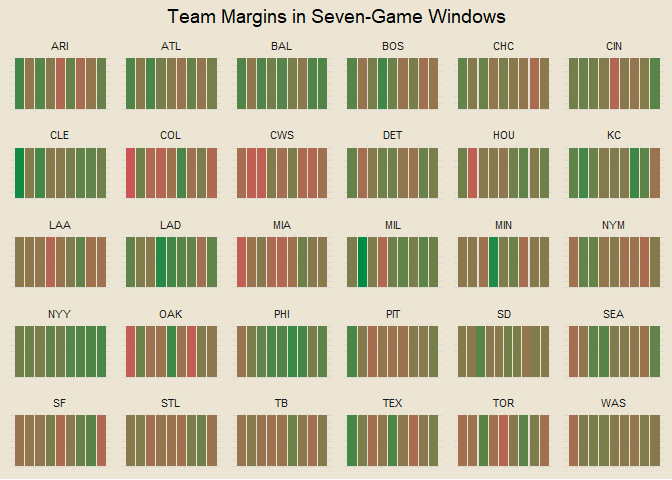 Team Margins in Seven-Game Windows
ARI ATL BAL BOS CHC CIN
CLE COL CWS DET HOU KC
LAA LAD MIA MIL MIN NYM
NYY OAK PHI PIT SD SEA
SF STL TB TEX TOR WAS